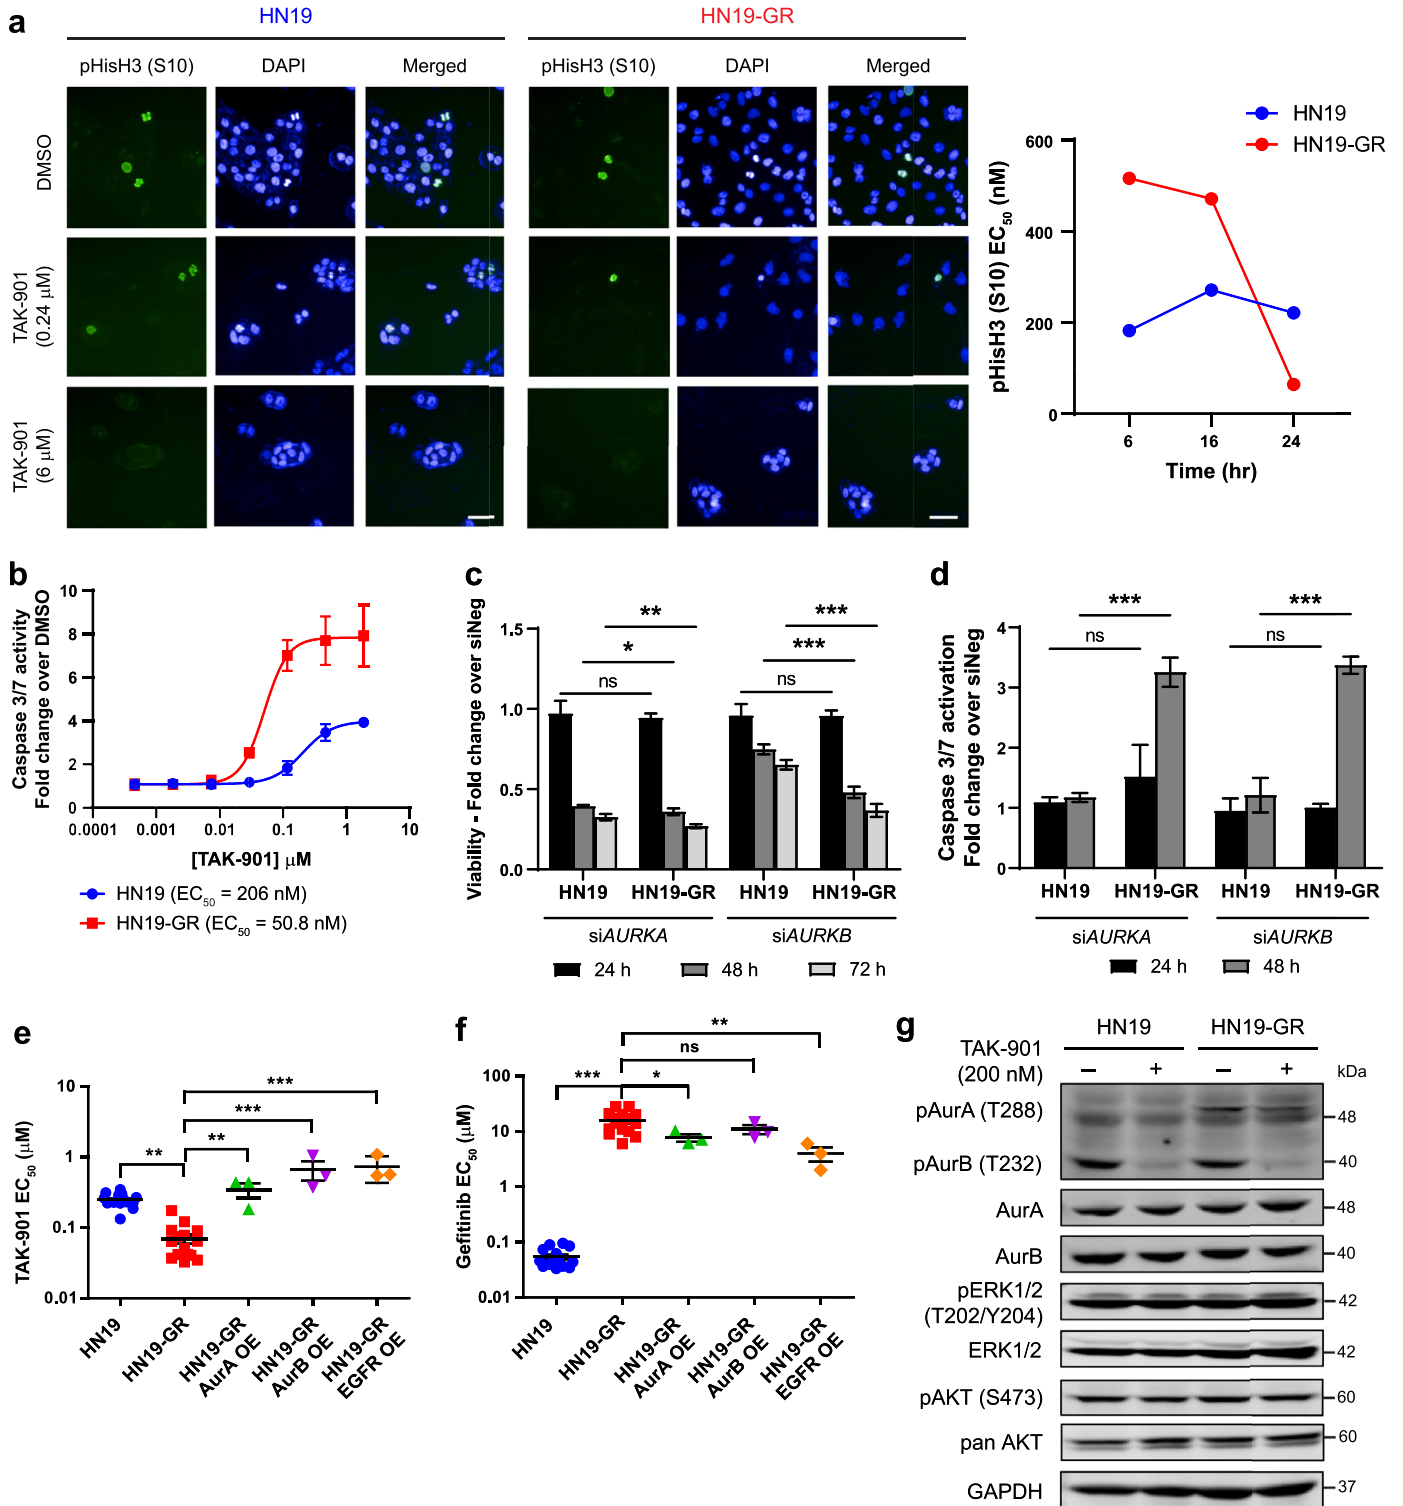 a
HN19
HN19-GR
pHisH3 (S10) DAPI Merged pHisH3 (S10) DAPI Merged
DMSO
TAK-901
(0.24 µM)
TAK-901
(6 µM)
HN19
HN19-GR
pHisH3 (S10) EC50 (nM)
600
400
200
0
6 16 24
Time (hr)
b
Caspase 3/7 activity
Fold change over DMSO
10
8
6
4
2
0
0.0001 0.001 0.01 0.1 1 10
[TAK-901] µM
HN19 (EC50 = 206 nM)
HN19-GR (EC50 = 50.8 nM)
c
Viability - Fold change over siNeg
1.5
1.0
0.5
0.0
** ***
* ***
ns ns
HN19 HN19-GR HN19 HN19-GR
siAURKA siAURKB
24 h 48 h 72 h
d
Caspase 3/7 activation
Fold change over siNeg
4
3
2
1
0
*** ***
ns ns
HN19 HN19-GR HN19 HN19-GR
siAURKA siAURKB
24 h 48 h
e
TAK-901 EC50 (µM)
10
1
0.1
0.01
***
***
**
**
HN19
HN19-GR
HN19-GR
AurA OE
HN19-GR
AurB OE
HN19-GR
EGFR OE
f
Gefitinib EC50 (µM)
100
10
1
0.1
0.01
**
ns
*** *
HN19
HN19-GR
HN19-GR
AurA OE
HN19-GR
AurB OE
HN19-GR
EGFR OE
g
HN19 HN19-GR
TAK-901
(200 nM)
– + – + kDa
pAurA (T288) 48
pAurB (T232) 40
AurA 48
AurB 40
pERK1/2
(T202/Y204) 42
ERK1/2 42
pAKT (S473) 60
pan AKT 60
GAPDH 37